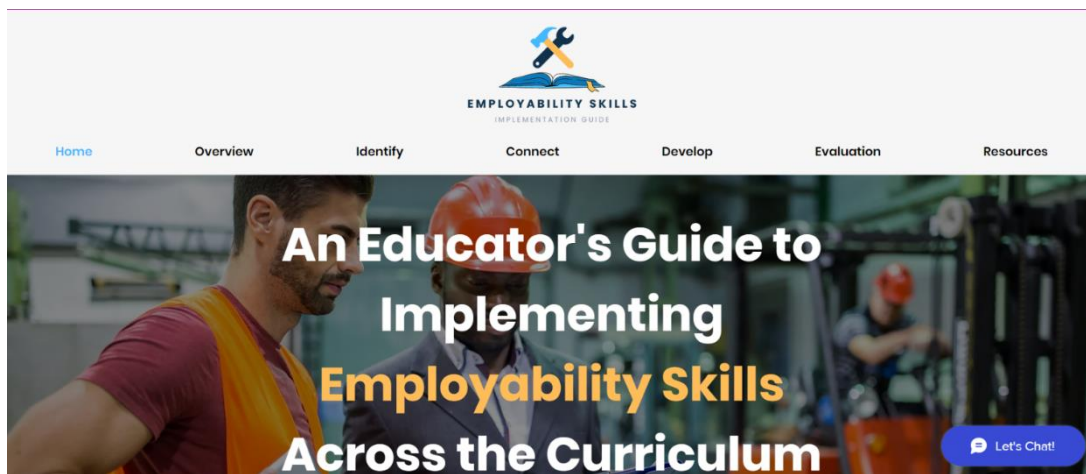 EMPLOYABILITY SKILLS
IMPLEMENTATION GUIDE
Home Overview Identify Connect Develop Evaluation Resources
An Educator's Guide to
Implementing
Employability Skills
Across the Curriculum
Let's Chat!